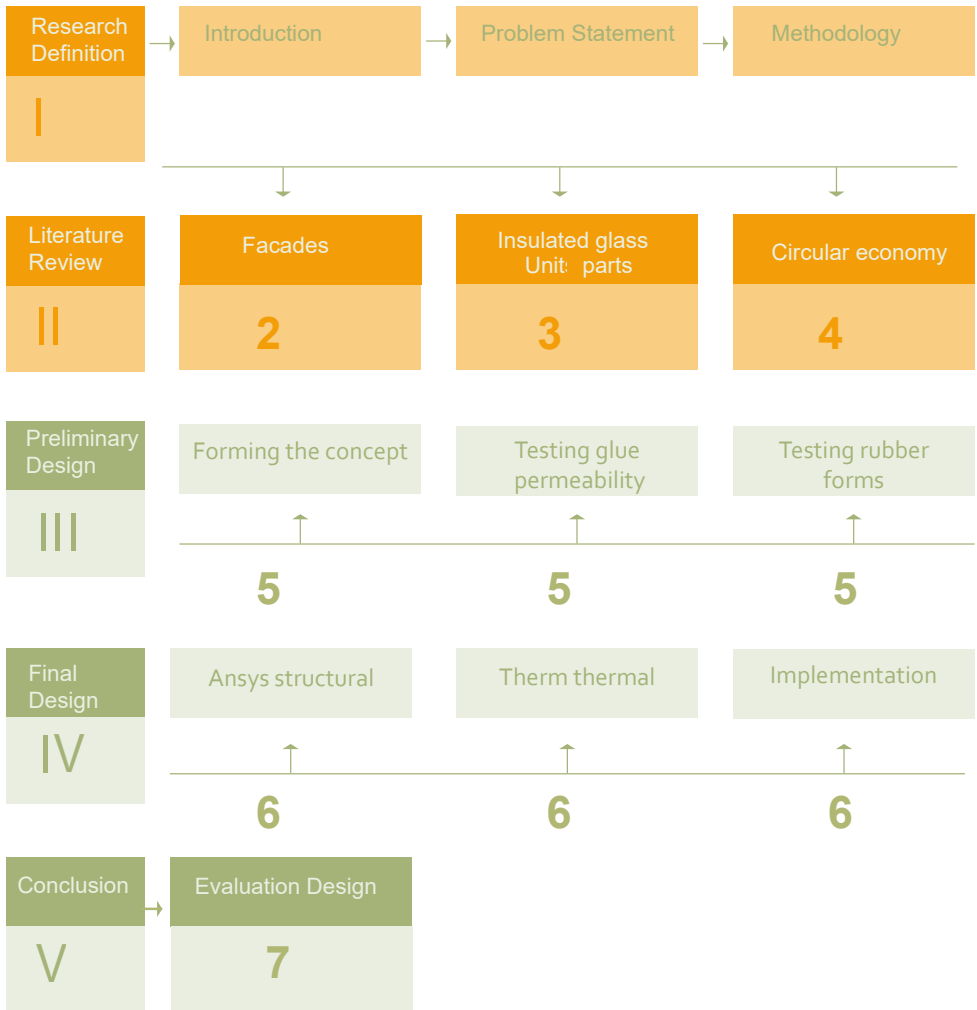 Research
Definition
I
Introduction
Problem Statement
Methodology
Literature
Review
II
Facades
2
Insulated glass
Units parts
3
Circular economy
4
Preliminary
Design
III
Forming the concept
5
Testing glue
permeability
5
Testing rubber
forms
5
Final
Design
IV
Ansys structural
6
Therm thermal
6
Implementation
6
Conclusion
V
Evaluation Design
7